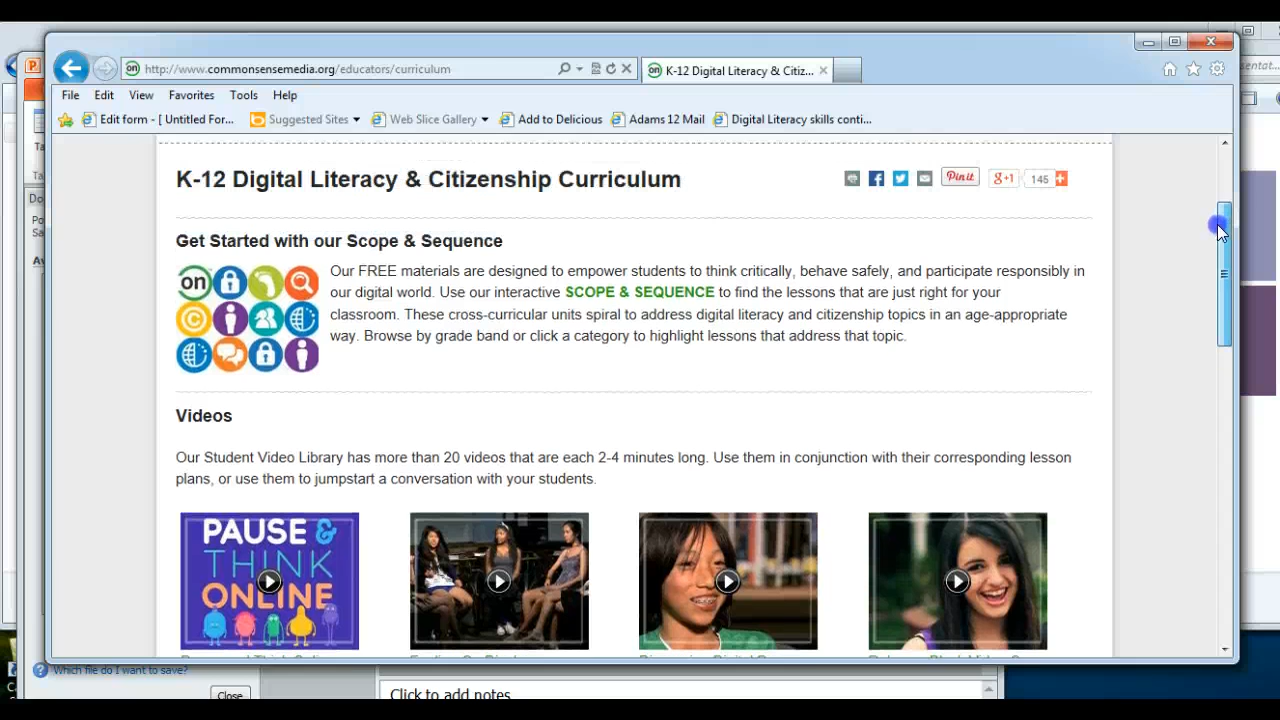 http://www.commonsensemedia.org/educators/curriculum
K-12 Digital Literacy & Citiz...
File Edit View Favorites Tools Help
Edit form - [ Untitled For... Suggested Sites Web Slice Gallery Add to Delicious Adams 12 Mail Digital Literacy skills conti...
K-12 Digital Literacy & Citizenship Curriculum
Pin it
+1 145
Get Started with our Scope & Sequence
on
Our FREE materials are designed to empower students to think critically, behave safely, and participate responsibly in
our digital world. Use our interactive SCOPE & SEQUENCE to find the lessons that are just right for your
classroom. These cross-curricular units spiral to address digital literacy and citizenship topics in an age-appropriate
way. Browse by grade band or click a category to highlight lessons that address that topic.
Videos
Our Student Video Library has more than 20 videos that are each 2-4 minutes long. Use them in conjunction with their corresponding lesson
plans, or use them to jumpstart a conversation with your students.
PAUSE &
THINK
ONLINE
Which file do I want to save?
Close
Click to add notes